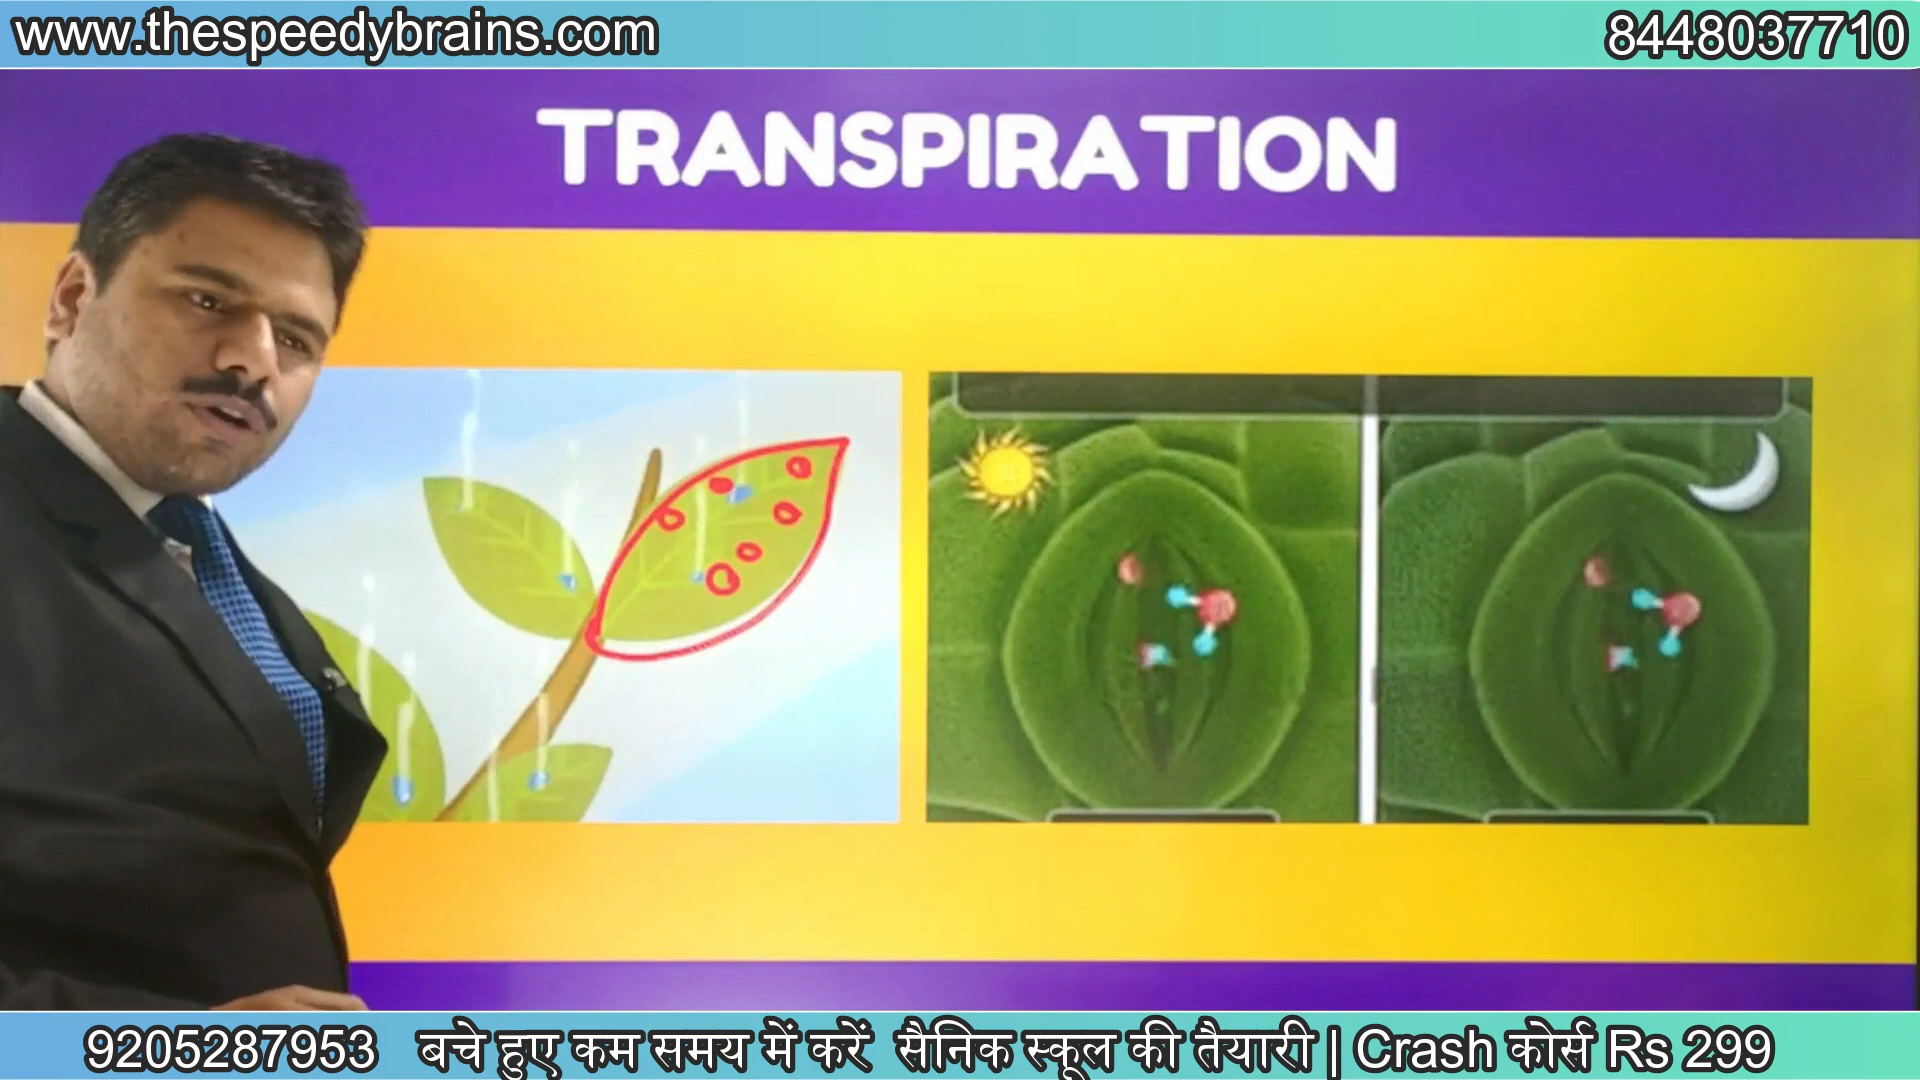 www.thespeedybrains.com
8448037710
TRANSPIRATION
9205287953 बचे हुए कम समय में करें सैनिक स्कूल की तैयारी | Crash कोर्स Rs 299